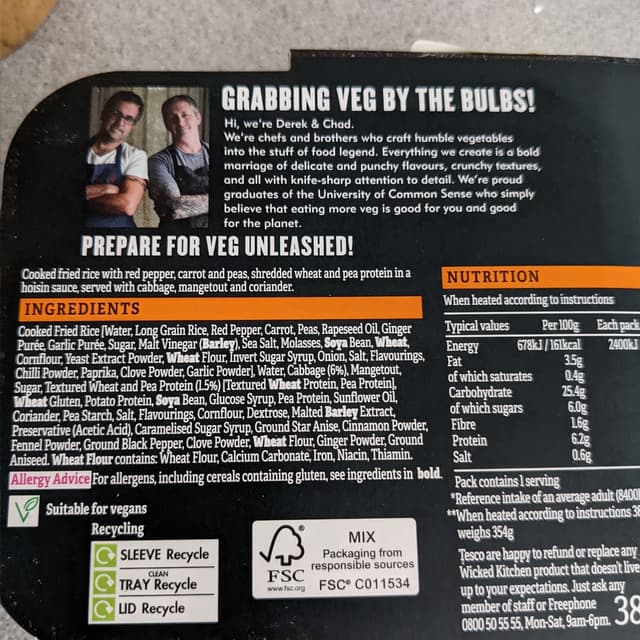 GRABBING VEG BY THE BULBS!
Hi, we're Derek & Chad.
We're chefs and brothers who craft humble vegetables
into the stuff of food legend. Everything we create is a bold
marriage of delicate and punchy flavours, crunchy textures,
and all with knife-sharp attention to detail. We're proud
graduates of the University of Common Sense who simply
believe that eating more veg is good for you and good
for the planet.
PREPARE FOR VEG UNLEASHED!
Cooked fried rice with red pepper, carrot and peas, shredded wheat and pea protein in a
hoisin sauce, served with cabbage, mangetout and coriander.
INGREDIENTS
Cooked Fried Rice [Water, Long Grain Rice, Red Pepper, Carrot, Peas, Rapeseed Oil, Ginger
Purée, Garlic Purée, Sugar, Malt Vinegar (Barley), Sea Salt, Molasses, Soya Bean, Wheat,
Cornflour, Yeast Extract Powder, Wheat Flour, Invert Sugar Syrup, Onion, Salt, Flavourings,
Chilli Powder, Paprika, Clove Powder, Garlic Powder], Water, Cabbage (6%), Mangetout,
Sugar, Textured Wheat and Pea Protein (1.5%) [Textured Wheat Protein, Pea Protein],
Wheat Gluten, Potato Protein, Soya Bean, Glucose Syrup, Pea Protein, Sunflower Oil,
Coriander, Pea Starch, Salt, Flavourings, Cornflour, Dextrose, Malted Barley Extract,
Preservative (Acetic Acid), Caramelised Sugar Syrup, Ground Star Anise, Cinnamon Powder,
Fennel Powder, Ground Black Pepper, Clove Powder, Wheat Flour, Ginger Powder, Ground
Aniseed. Wheat Flour contains: Wheat Flour, Calcium Carbonate, Iron, Niacin, Thiamin.
Allergy Advice For allergens, including cereals containing gluten, see ingredients in bold.
Suitable for vegans
Recycling
SLEEVE Recycle
CLEAN
TRAY Recycle
LID Recycle
FSC
www.fsc.org
MIX
Packaging from
responsible sources
FSC® C011534
NUTRITION
When heated according to instructions
Typical values Per 100g Each pack
Energy 678kJ / 161kcal 2400kJ
Fat 3.5g
of which saturates 0.4g
Carbohydrate 25.4g
of which sugars 6.0g
Fibre 1.6g
Protein 6.2g
Salt 0.6g
Pack contains 1 serving
*Reference intake of an average adult (8400
**When heated according to instructions 38
weighs 354g
Tesco are happy to refund or replace any
Wicked Kitchen product that doesn't live
up to your expectations. Just ask any
member of staff or Freephone
0800 50 55 55, Mon-Sat, 9am-6pm. 38